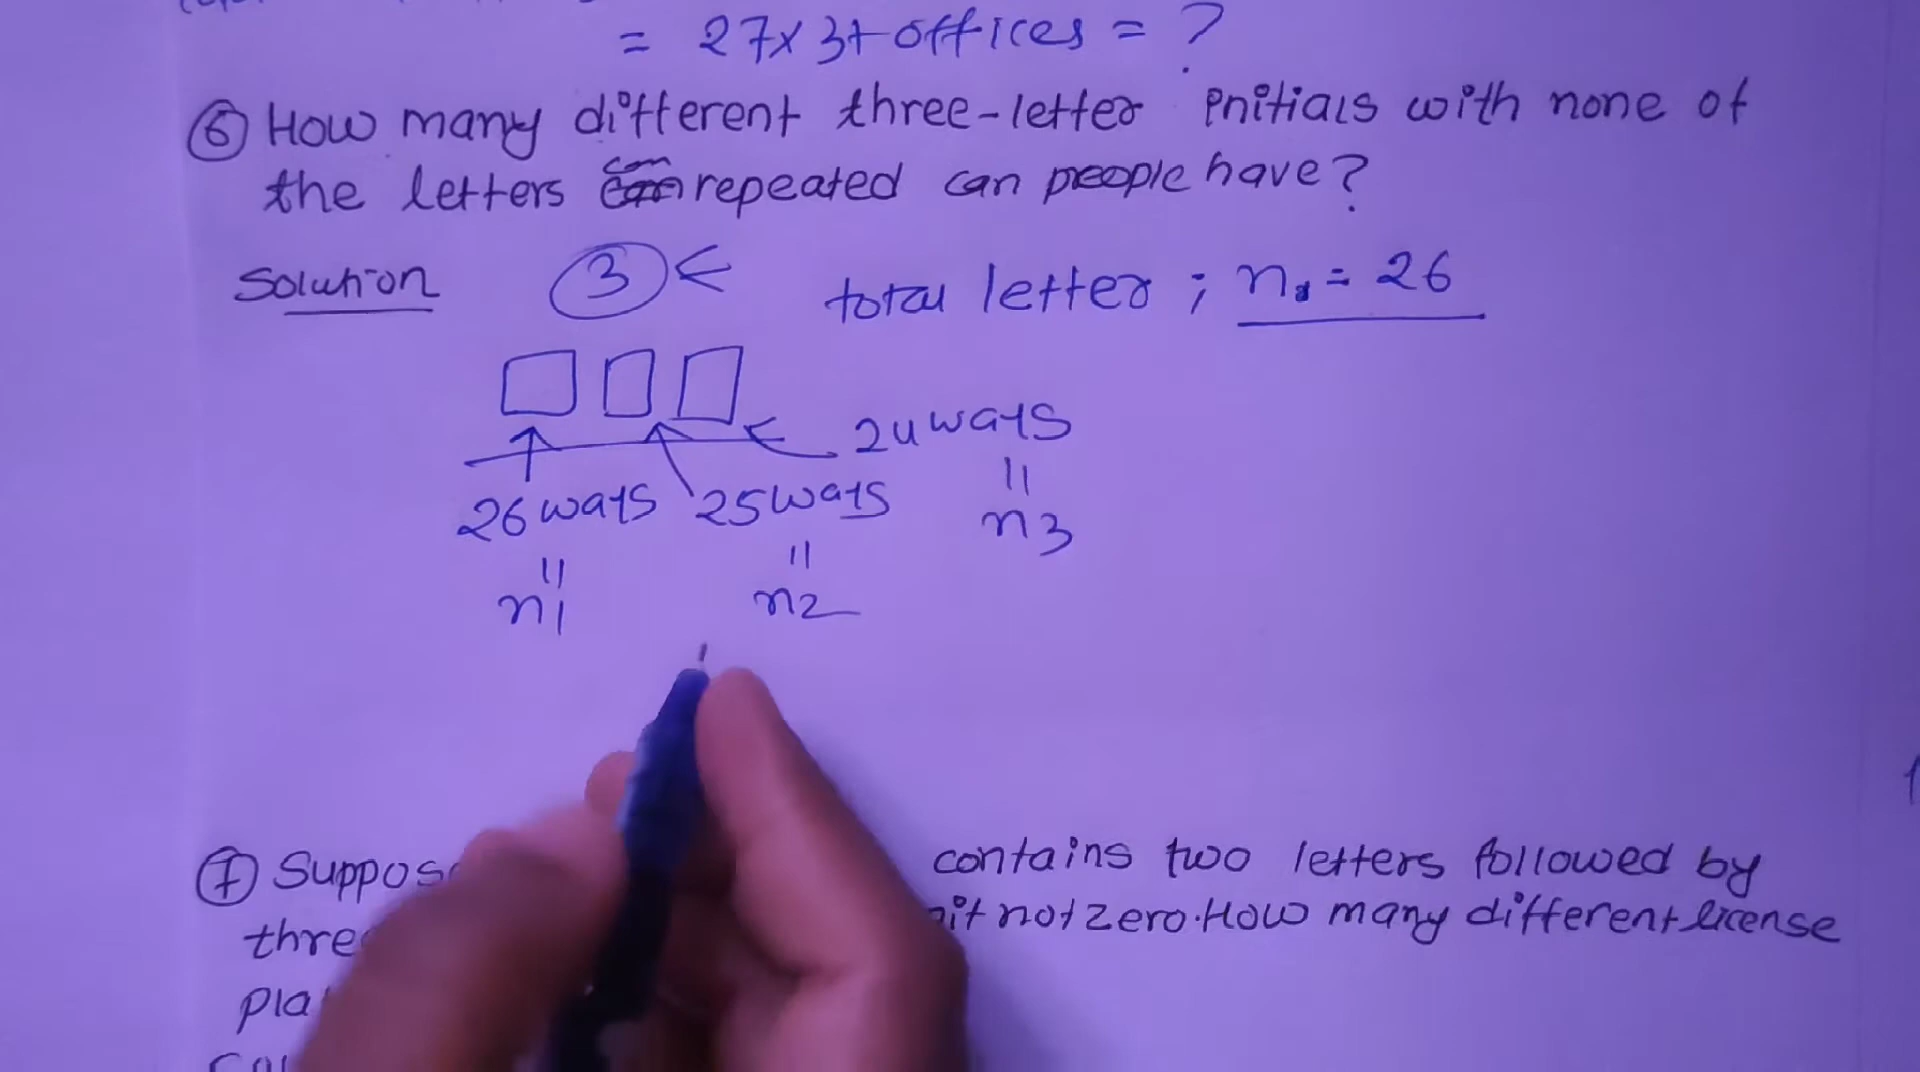 = 27x37 offices = ?
⑥ How many different three-letter initials with none of
the letters can repeated can people have?
Solution ③ ← total letter ; n. = 26
24 ways
26 ways 25 ways
n3
n1 n2
⑦ Suppos contains two letters followed by
thre not zero. How many different license
pla